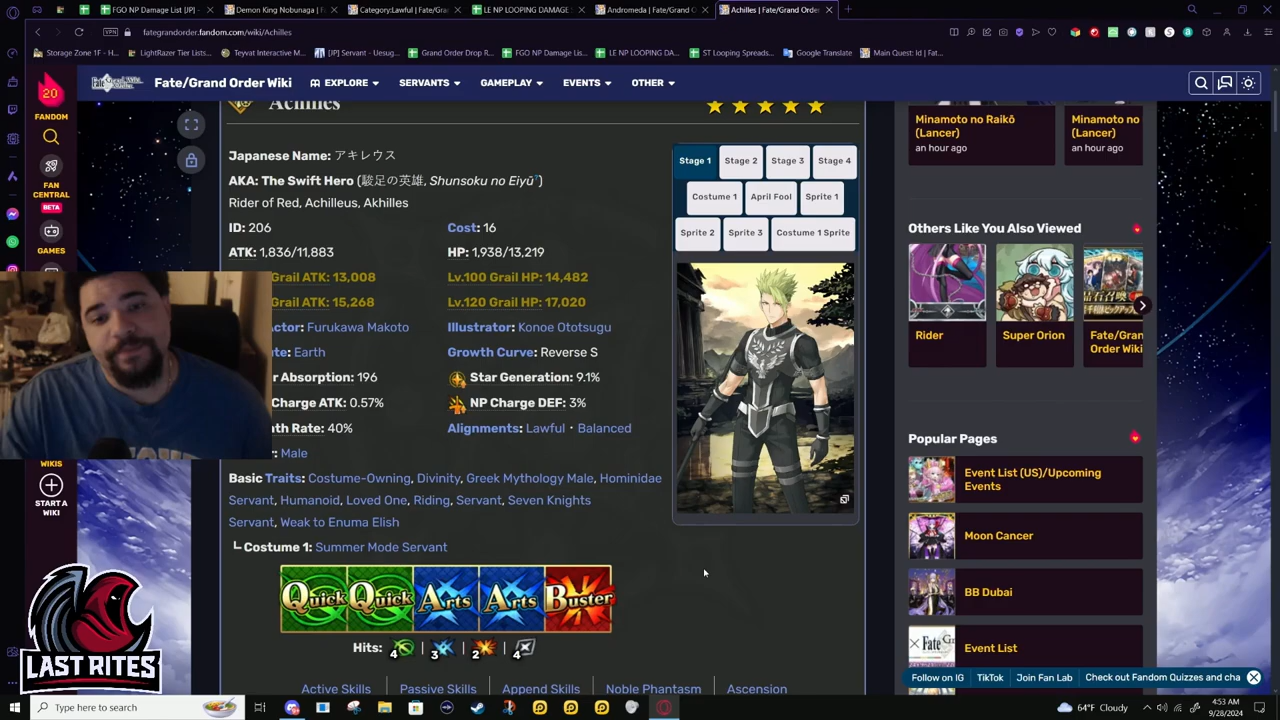 FGO NP Damage List [JP] -
Demon King Nobunaga | F
Category:Lawful | Fate/Gra
LE NP LOOPING DAMAGE
Andromeda | Fate/Grand O
Achilles | Fate/Grand Order
VPN
fategrandorder.fandom.com/wiki/Achilles
Storage Zone 1F - H...
LightRazer Tier Lists...
Teyvat Interactive M...
[JP] Servant - Uesug...
Grand Order Drop R...
FGO NP Damage Lis...
LE NP LOOPING DA...
ST Looping Spreads...
Google Translate
Main Quest: Id | Fat...
20
FANDOM
Fate/Grand Order Wiki
EXPLORE
SERVANTS
GAMEPLAY
EVENTS
OTHER
FAN
CENTRAL
BETA
GAMES
WIKIS
START A
WIKI
Achilles
Japanese Name: アキレウス
AKA: The Swift Hero (駿足の英雄, Shunsoku no Eiyū?)
Rider of Red, Achilleus, Akhilles
ID: 206
Cost: 16
ATK: 1,836/11,883
HP: 1,938/13,219
Grail ATK: 13,008
Lv.100 Grail HP: 14,482
Grail ATK: 15,268
Lv.120 Grail HP: 17,020
Actor: Furukawa Makoto
Illustrator: Konoe Ototsugu
Earth
Growth Curve: Reverse S
Absorption: 196
Star Generation: 9.1%
Charge ATK: 0.57%
NP Charge DEF: 3%
Rate: 40%
Alignments: Lawful・Balanced
Male
Basic Traits: Costume-Owning, Divinity, Greek Mythology Male, Hominidae
Servant, Humanoid, Loved One, Riding, Servant, Seven Knights
Servant, Weak to Enuma Elish
Costume 1: Summer Mode Servant
Quick
Quick
Arts
Arts
Buster
Hits: 4 | 3 | 2 | 4
Active Skills
Passive Skills
Append Skills
Noble Phantasm
Ascension
Stage 1
Stage 2
Stage 3
Stage 4
Costume 1
April Fool
Sprite 1
Sprite 2
Sprite 3
Costume 1 Sprite
Minamoto no Raikō
(Lancer)
an hour ago
Minamoto no
(Lancer)
an hour ago
Others Like You Also Viewed
Rider
Super Orion
Fate/Gran
Order Wiki
Popular Pages
Event List (US)/Upcoming
Events
Moon Cancer
BB Dubai
Event List
Follow on IG
TikTok
Join Fan Lab
Check out Fandom Quizzes and cha
LAST RITES
Type here to search
64°F Cloudy
4:53 AM
9/28/2024